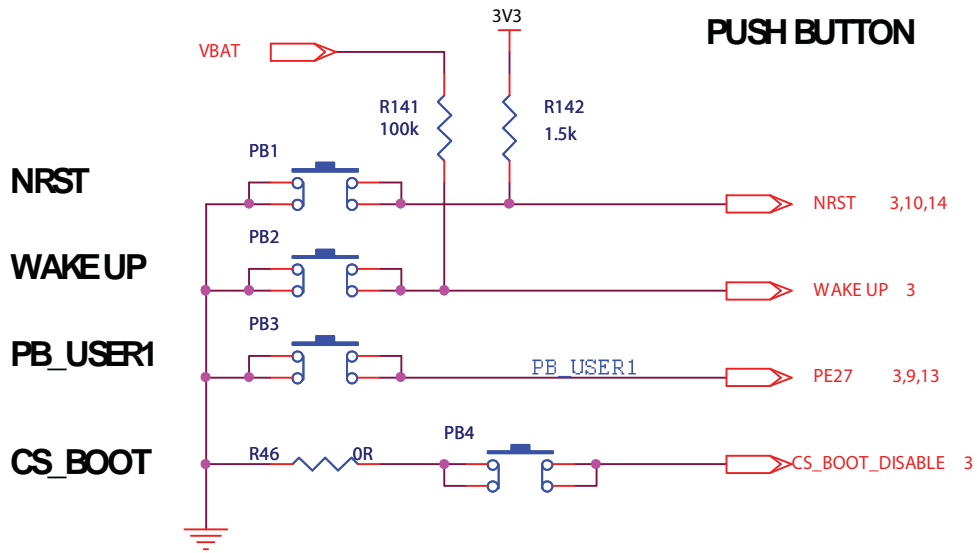 3V3
PUSH BUTTON
VBAT
R141
100k
R142
1.5k
PB1
NRST
NRST 3,10,14
PB2
WAKE UP
WAKE UP 3
PB3
PB_USER1
PB_USER1
PE27 3,9,13
PB4
CS_BOOT
R46 0R
CS_BOOT_DISABLE 3